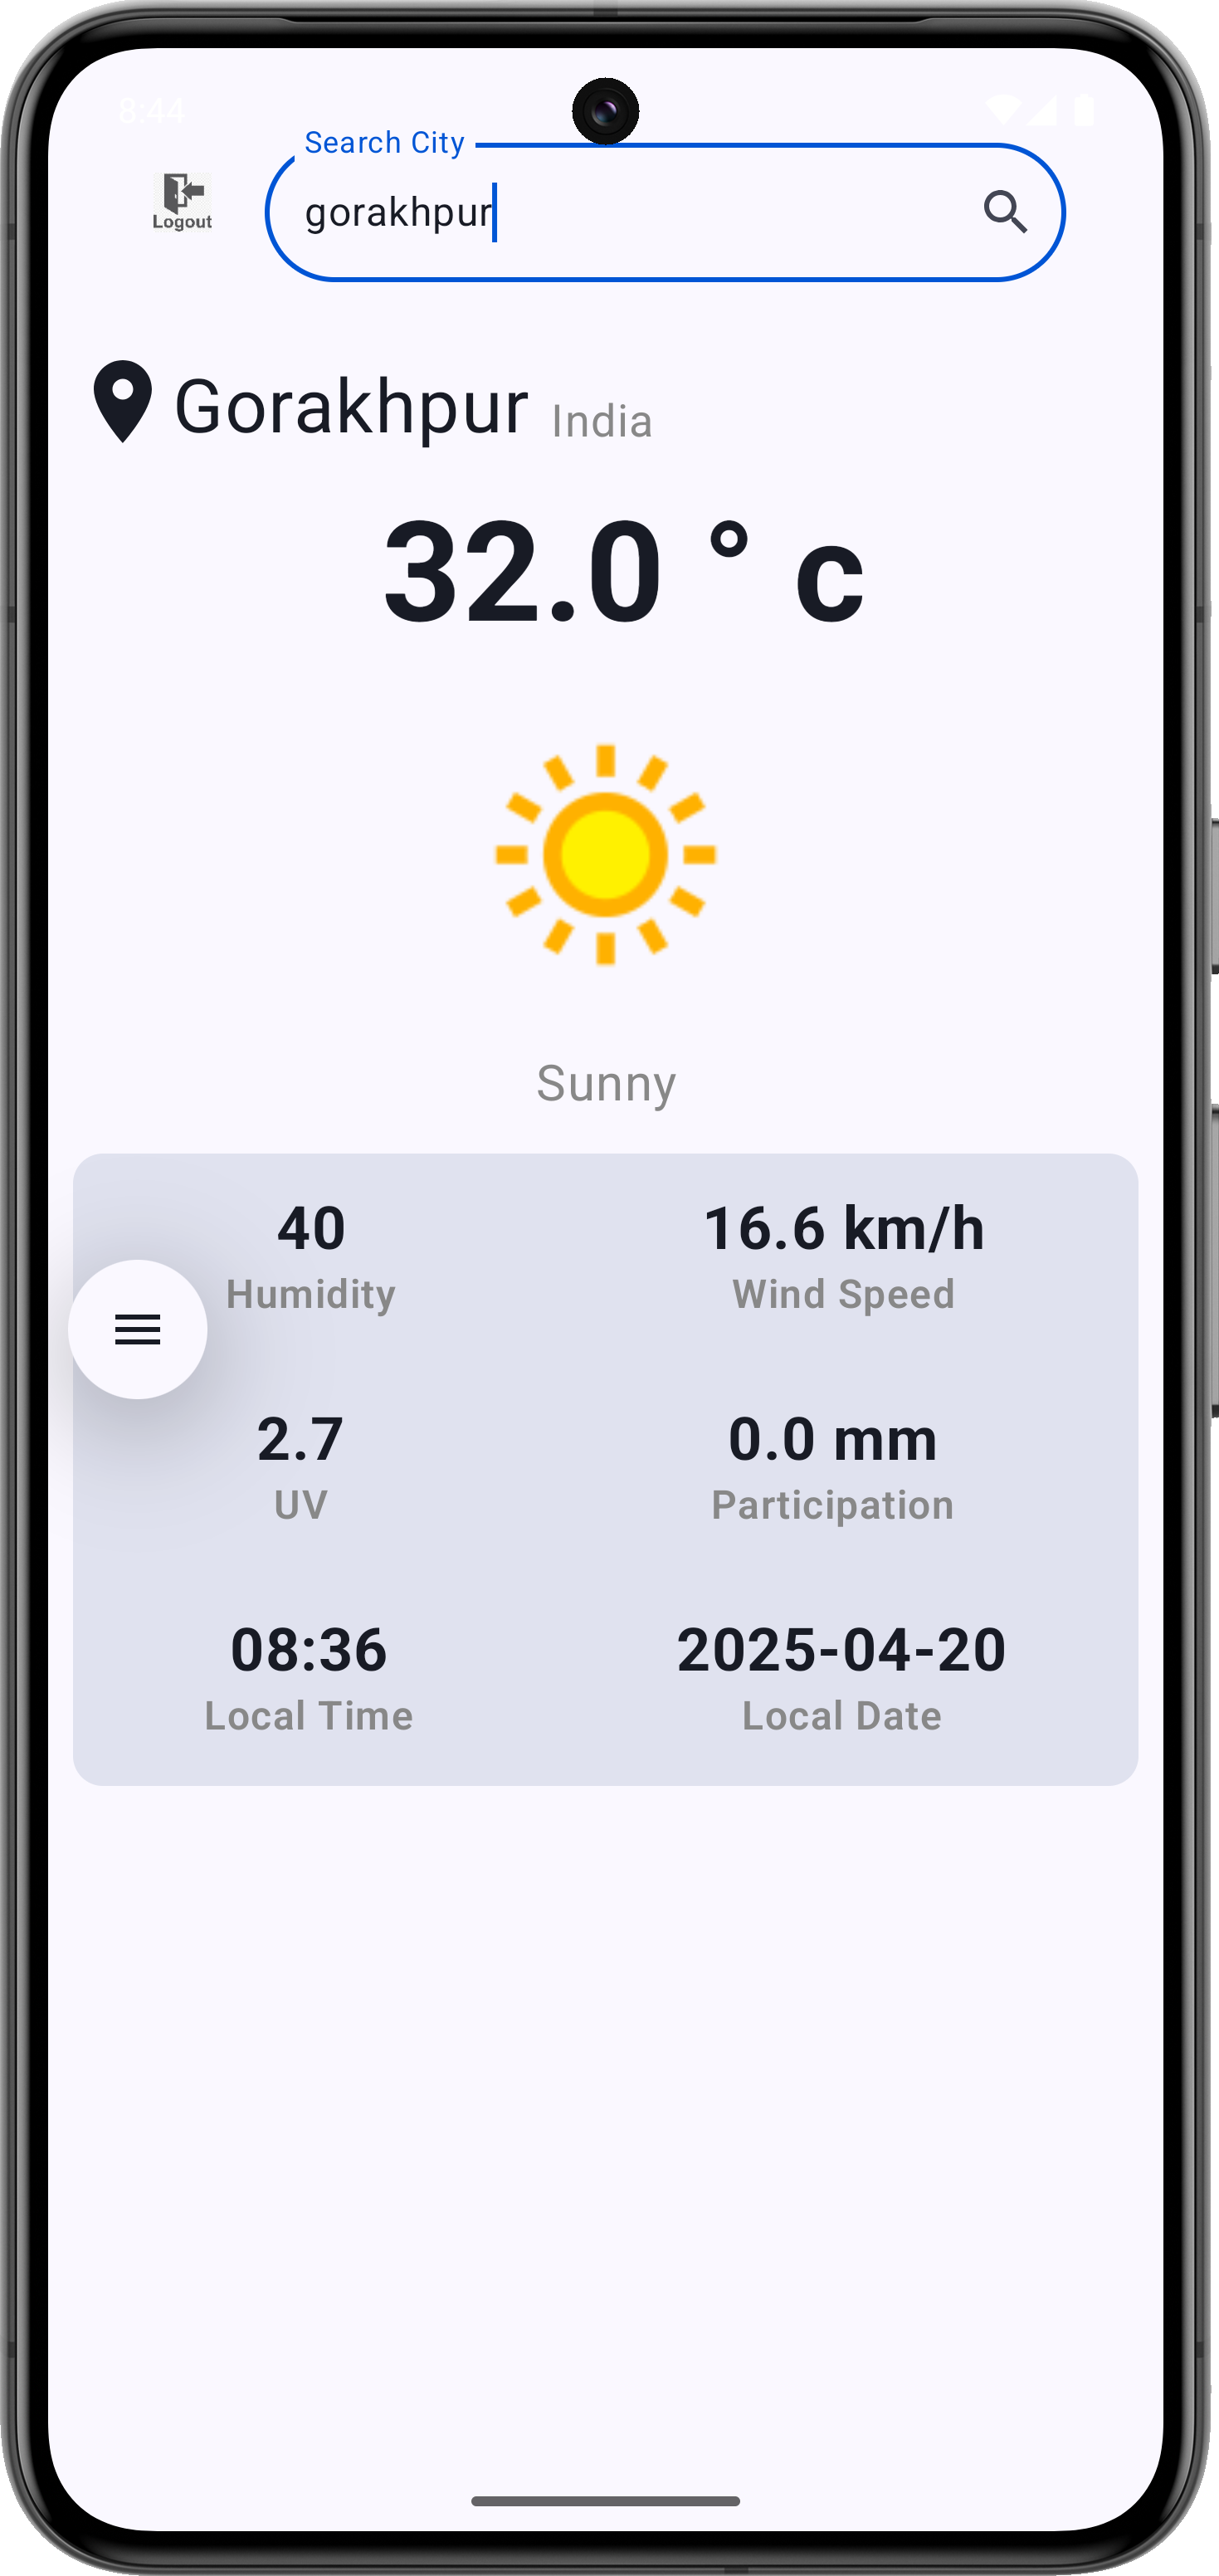 8:44
Search City
Logout
gorakhpur
Gorakhpur India
32.0 ° c
Sunny
40 16.6 km/h
Humidity Wind Speed
2.7 0.0 mm
UV Participation
08:36 2025-04-20
Local Time Local Date